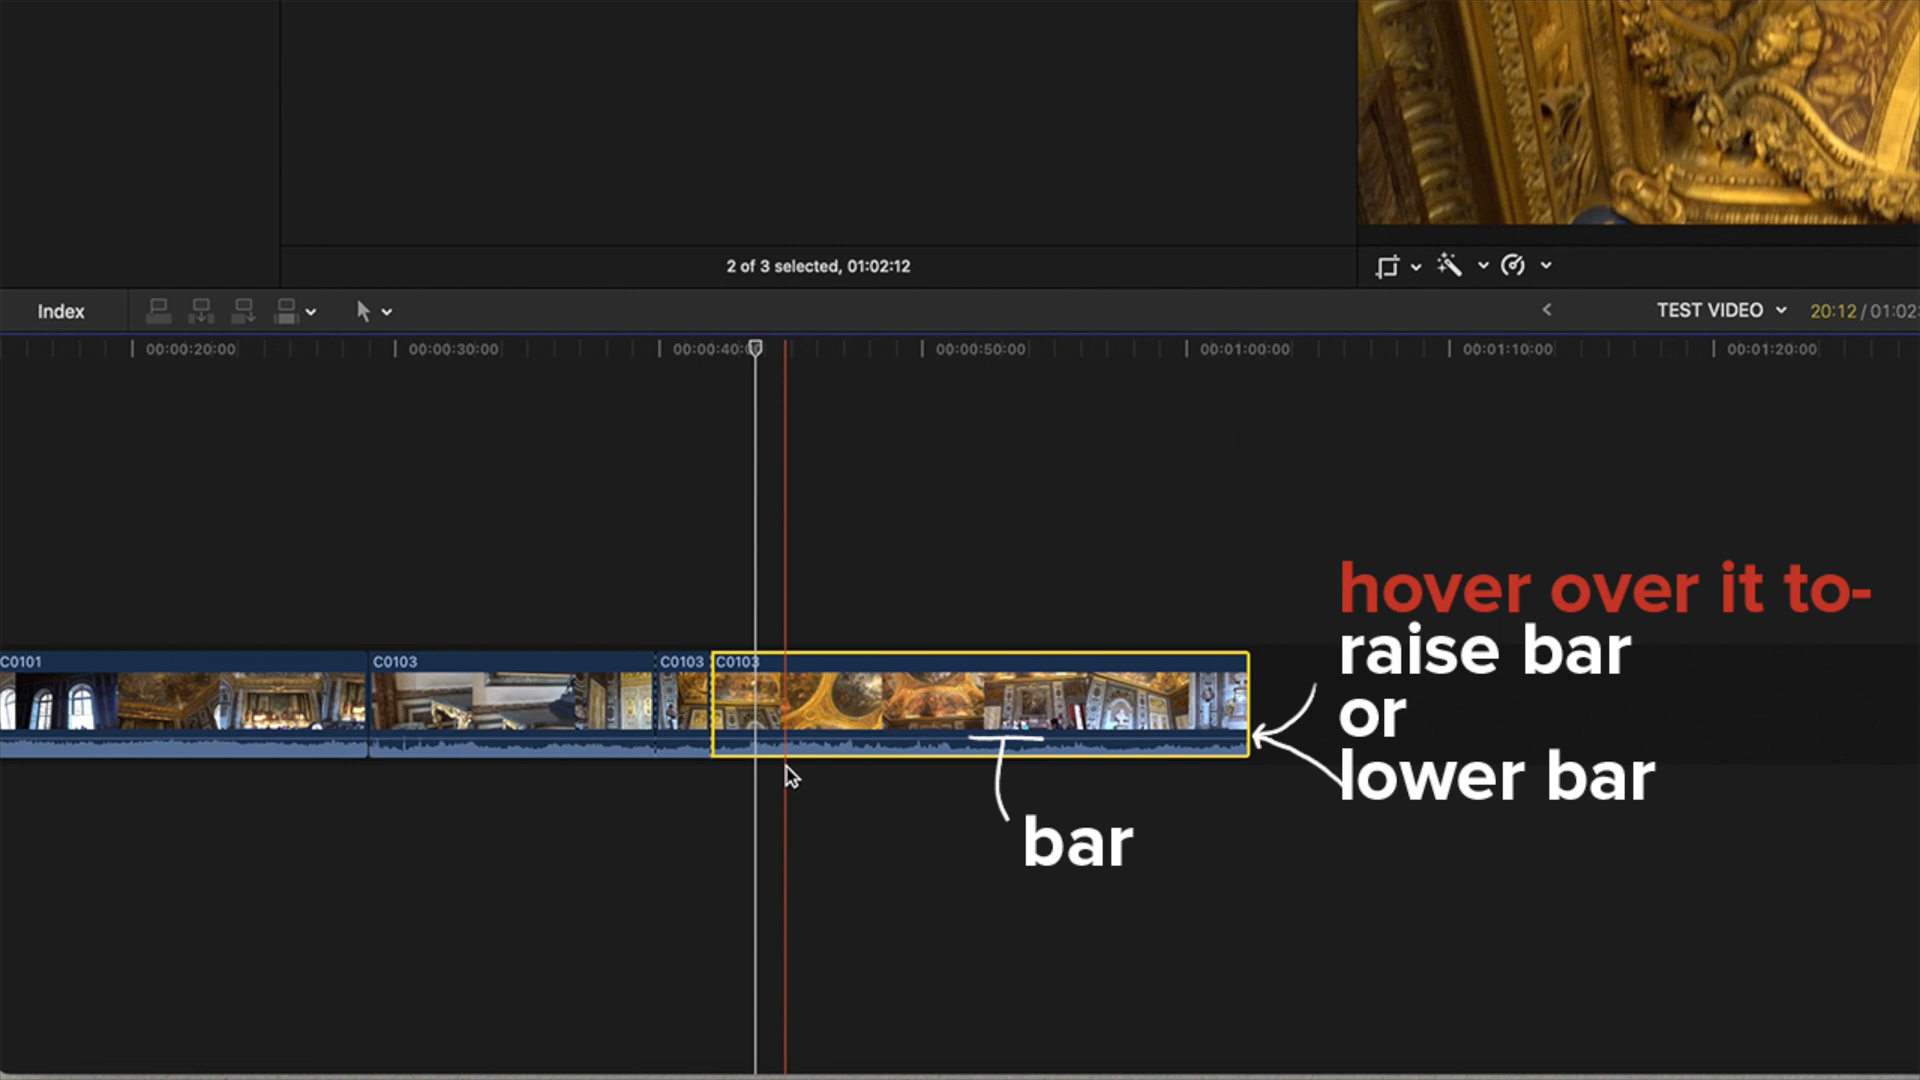 2 of 3 selected, 01:02:12
Index
TEST VIDEO
20:12 / 01:02
00:00:20:00
00:00:30:00
00:00:40:00
00:00:50:00
00:01:00:00
00:01:10:00
00:01:20:00
hover over it to-
raise bar
or
lower bar
C0101
C0103
C0103
C0103
bar